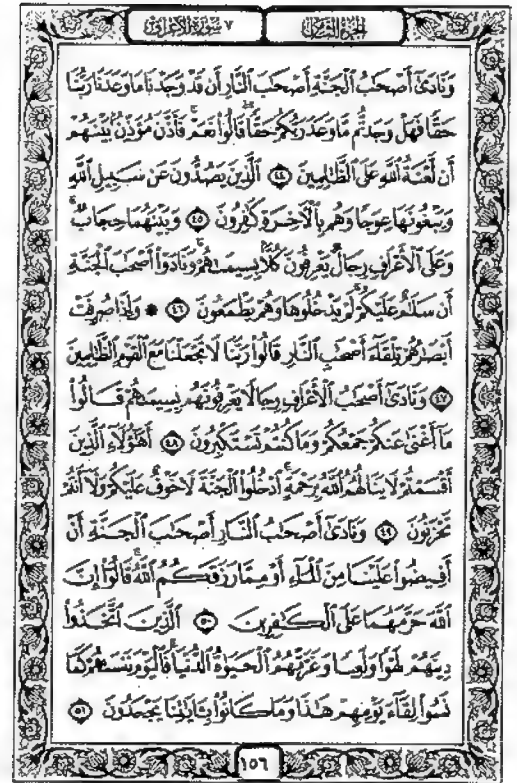 ٧ سورة الأعراف
الجزء الثامن
وَنَادَىٰٓ أَصۡحَٰبُ ٱلۡجَنَّةِ أَصۡحَٰبَ ٱلنَّارِ أَن قَدۡ وَجَدۡنَا مَا وَعَدَنَا رَبُّنَا
حَقّٗا فَهَلۡ وَجَدتُّم مَّا وَعَدَ رَبُّكُمۡ حَقّٗاۖ قَالُواْ نَعَمۡۚ فَأَذَّنَ مُؤَذِّنُۢ بَيۡنَهُمۡ
أَن لَّعۡنَةُ ٱللَّهِ عَلَى ٱلظَّٰلِمِينَ ٤٤ ٱلَّذِينَ يَصُدُّونَ عَن سَبِيلِ ٱللَّهِ
وَيَبۡغُونَهَا عِوَجٗا وَهُم بِٱلۡأٓخِرَةِ كَٰفِرُونَ ٤٥ وَبَيۡنَهُمَا حِجَابٞۚ
وَعَلَى ٱلۡأَعۡرَافِ رِجَالٞ يَعۡرِفُونَ كُلَّۢا بِسِيمَىٰهُمۡۚ وَنَادَوۡاْ أَصۡحَٰبَ ٱلۡجَنَّةِ
أَن سَلَٰمٌ عَلَيۡكُمۡۚ لَمۡ يَدۡخُلُوهَا وَهُمۡ يَطۡمَعُونَ ٤٦ ۞ وَإِذَا صُرِفَتۡ
أَبۡصَٰرُهُمۡ تِلۡقَآءَ أَصۡحَٰبِ ٱلنَّارِ قَالُواْ رَبَّنَا لَا تَجۡعَلۡنَا مَعَ ٱلۡقَوۡمِ ٱلظَّٰلِمِينَ
٤٧ وَنَادَىٰٓ أَصۡحَٰبُ ٱلۡأَعۡرَافِ رِجَالٗا يَعۡرِفُونَهُم بِسِيمَىٰهُمۡ قَالُواْ
مَآ أَغۡنَىٰ عَنكُمۡ جَمۡعُكُمۡ وَمَا كُنتُمۡ تَسۡتَكۡبِرُونَ ٤٨ أَهَٰٓؤُلَآءِ ٱلَّذِينَ
أَقۡسَمۡتُمۡ لَا يَنَالُهُمُ ٱللَّهُ بِرَحۡمَةٍۚ ٱدۡخُلُواْ ٱلۡجَنَّةَ لَا خَوۡفٌ عَلَيۡكُمۡ وَلَآ أَنتُمۡ
تَحۡزَنُونَ ٤٩ وَنَادَىٰٓ أَصۡحَٰبُ ٱلنَّارِ أَصۡحَٰبَ ٱلۡجَنَّةِ أَنۡ
أَفِيضُواْ عَلَيۡنَا مِنَ ٱلۡمَآءِ أَوۡ مِمَّا رَزَقَكُمُ ٱللَّهُۚ قَالُوٓاْ إِنَّ
ٱللَّهَ حَرَّمَهُمَا عَلَى ٱلۡكَٰفِرِينَ ٥٠ ٱلَّذِينَ ٱتَّخَذُواْ
دِينَهُمۡ لَهۡوٗا وَلَعِبٗا وَغَرَّتۡهُمُ ٱلۡحَيَوٰةُ ٱلدُّنۡيَاۚ فَٱلۡيَوۡمَ نَنسَىٰهُمۡ كَمَا
نَسُواْ لِقَآءَ يَوۡمِهِمۡ هَٰذَا وَمَا كَانُواْ بِـَٔايَٰتِنَا يَجۡحَدُونَ ٥١
١٥٦